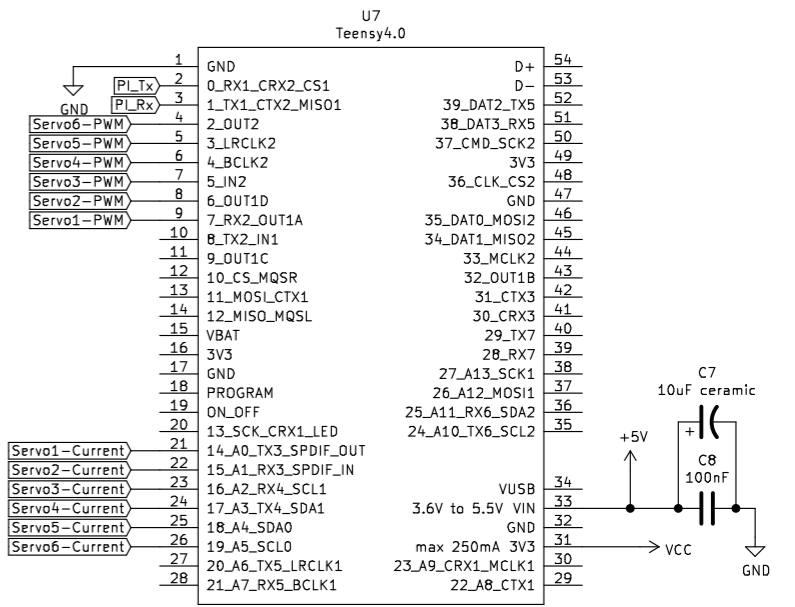 U7
Teensy4.0
1 GND D+ 54
PI_Tx 2 0_RX1_CRX2_CS1 D- 53
GND PI_Rx 3 1_TX1_CTX2_MISO1 39_DAT2_TX5 52
Servo6-PWM 4 2_OUT2 38_DAT3_RX5 51
Servo5-PWM 5 3_LRCLK2 37_CMD_SCK2 50
Servo4-PWM 6 4_BCLK2 3V3 49
Servo3-PWM 7 5_IN2 36_CLK_CS2 48
Servo2-PWM 8 6_OUT1D GND 47
Servo1-PWM 9 7_RX2_OUT1A 35_DAT0_MOSI2 46
10 8_TX2_IN1 34_DAT1_MISO2 45
11 9_OUT1C 33_MCLK2 44
12 10_CS_MQSR 32_OUT1B 43
13 11_MOSI_CTX1 31_CTX3 42
14 12_MISO_MQSL 30_CRX3 41
15 VBAT 29_TX7 40
16 3V3 28_RX7 39
17 GND 27_A13_SCK1 38
18 PROGRAM 26_A12_MOSI1 37
19 ON_OFF 25_A11_RX6_SDA2 36
20 13_SCK_CRX1_LED 24_A10_TX6_SCL2 35
Servo1-Current 21 14_A0_TX3_SPDIF_OUT
Servo2-Current 22 15_A1_RX3_SPDIF_IN
Servo3-Current 23 16_A2_RX4_SCL1 VUSB 34
Servo4-Current 24 17_A3_TX4_SDA1 3.6V to 5.5V VIN 33
Servo5-Current 25 18_A4_SDA0 GND 32
Servo6-Current 26 19_A5_SCL0 max 250mA 3V3 31 VCC
27 20_A6_TX5_LRCLK1 23_A9_CRX1_MCLK1 30
28 21_A7_RX5_BCLK1 22_A8_CTX1 29
C7
10uF ceramic
+5V
+
C8
100nF
GND